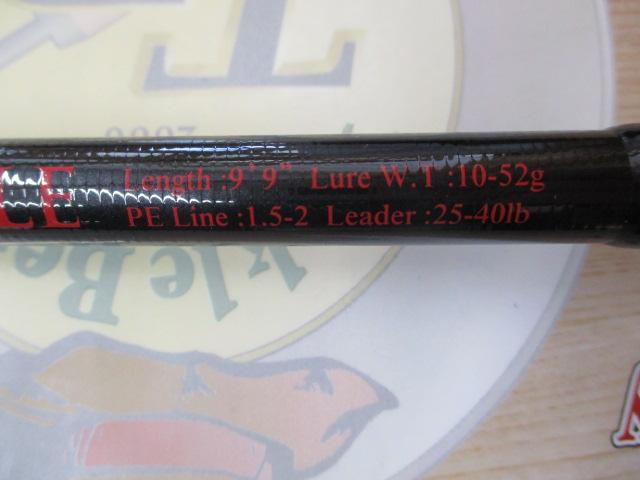 Length :9'9" Lure W.T :10-52g
PE Line :1.5-2 Leader :25-40lb